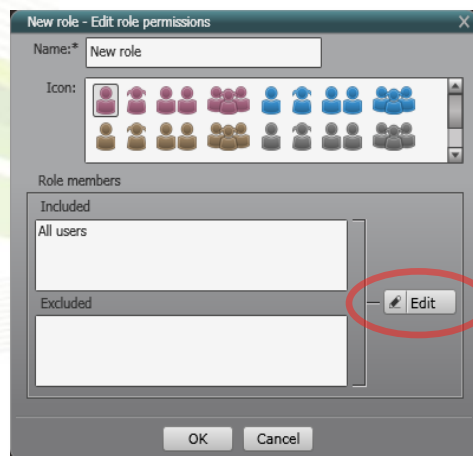 New role - Edit role permissions X
Name:* New role
Icon:
Role members
Included
All users
Edit
Excluded
OK Cancel